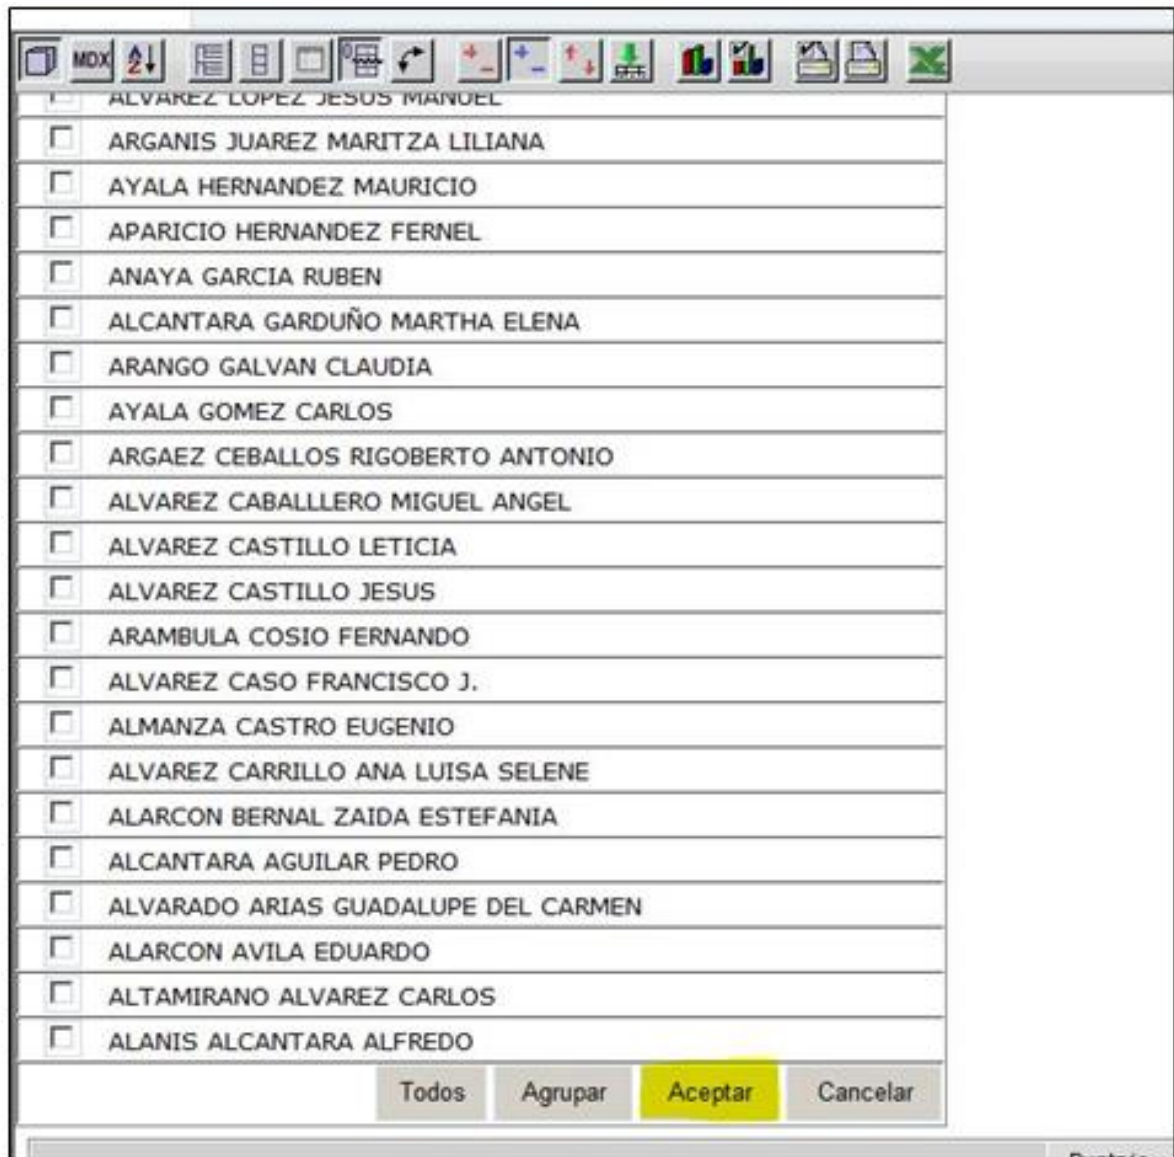 MDX
ALVAREZ LOPEZ JESUS MANUEL
ARGANIS JUAREZ MARITZA LILIANA
AYALA HERNANDEZ MAURICIO
APARICIO HERNANDEZ FERNEL
ANAYA GARCIA RUBEN
ALCANTARA GARDUÑO MARTHA ELENA
ARANGO GALVAN CLAUDIA
AYALA GOMEZ CARLOS
ARGAEZ CEBALLOS RIGOBERTO ANTONIO
ALVAREZ CABALLLERO MIGUEL ANGEL
ALVAREZ CASTILLO LETICIA
ALVAREZ CASTILLO JESUS
ARAMBULA COSIO FERNANDO
ALVAREZ CASO FRANCISCO J.
ALMANZA CASTRO EUGENIO
ALVAREZ CARRILLO ANA LUISA SELENE
ALARCON BERNAL ZAIDA ESTEFANIA
ALCANTARA AGUILAR PEDRO
ALVARADO ARIAS GUADALUPE DEL CARMEN
ALARCON AVILA EDUARDO
ALTAMIRANO ALVAREZ CARLOS
ALANIS ALCANTARA ALFREDO
Todos Agrupar Aceptar Cancelar